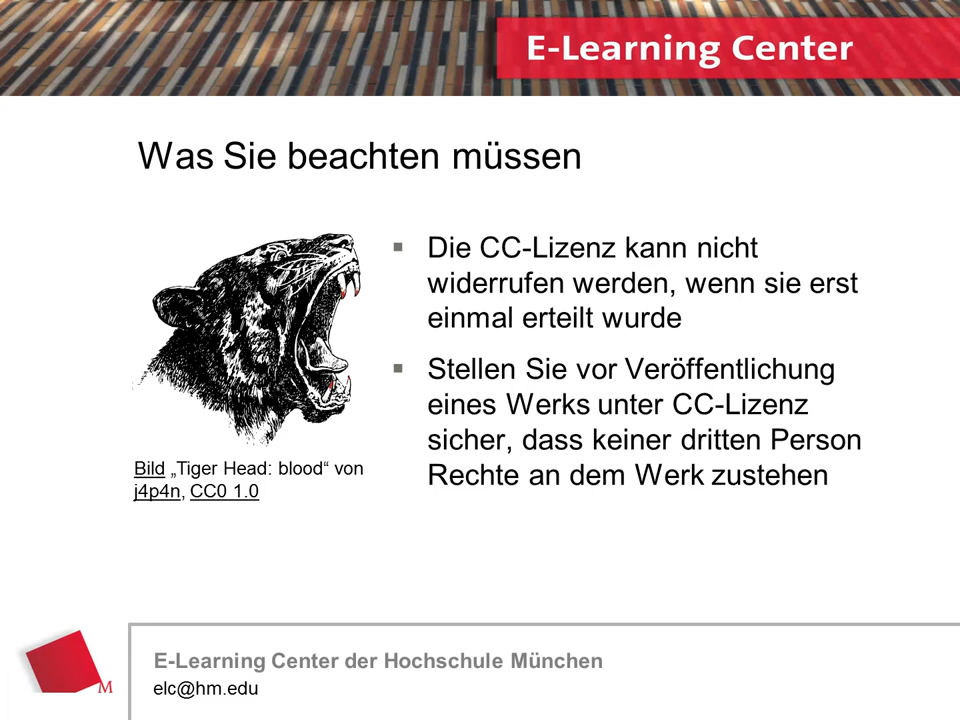 E-Learning Center
Was Sie beachten müssen
▪ Die CC-Lizenz kann nicht
widerrufen werden, wenn sie erst
einmal erteilt wurde
▪ Stellen Sie vor Veröffentlichung
eines Werks unter CC-Lizenz
sicher, dass keiner dritten Person
Rechte an dem Werk zustehen
Bild „Tiger Head: blood“ von
j4p4n, CC0 1.0
E-Learning Center der Hochschule München
elc@hm.edu
M